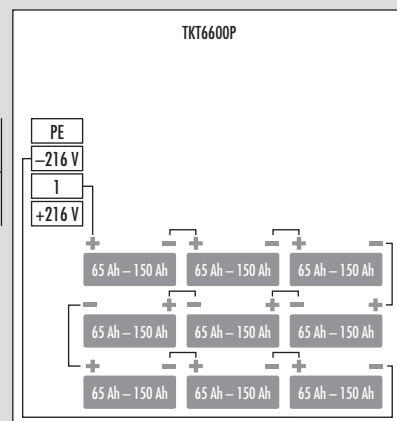 TKT6600P
PE
–216 V
1
+216 V
+ – + – + –
65 Ah – 150 Ah 65 Ah – 150 Ah 65 Ah – 150 Ah
– + – + – +
65 Ah – 150 Ah 65 Ah – 150 Ah 65 Ah – 150 Ah
+ – + – + –
65 Ah – 150 Ah 65 Ah – 150 Ah 65 Ah – 150 Ah